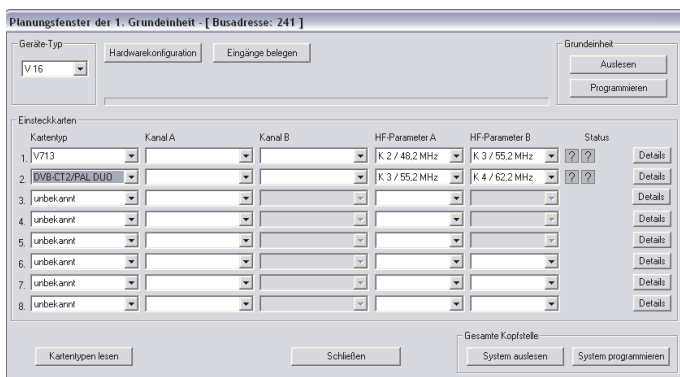 Planungsfenster der 1. Grundeinheit - [ Busadresse: 241 ]
Geräte-Typ
Grundeinheit
V 16
Hardwarekonfiguration Eingänge belegen
Auslesen
Programmieren
Einsteckkarten
Kartentyp Kanal A Kanal B HF-Parameter A HF-Parameter B Status
1. V713 K 2 / 48,2 MHz K 3 / 55,2 MHz ? ? Details
2. DVB-CT2/PAL DUO K 3 / 55,2 MHz K 4 / 62,2 MHz ? ? Details
3. unbekannt Details
4. unbekannt Details
5. unbekannt Details
6. unbekannt Details
7. unbekannt Details
8. unbekannt Details
Gesamte Kopfstelle
Kartentypen lesen Schließen System auslesen System programmieren